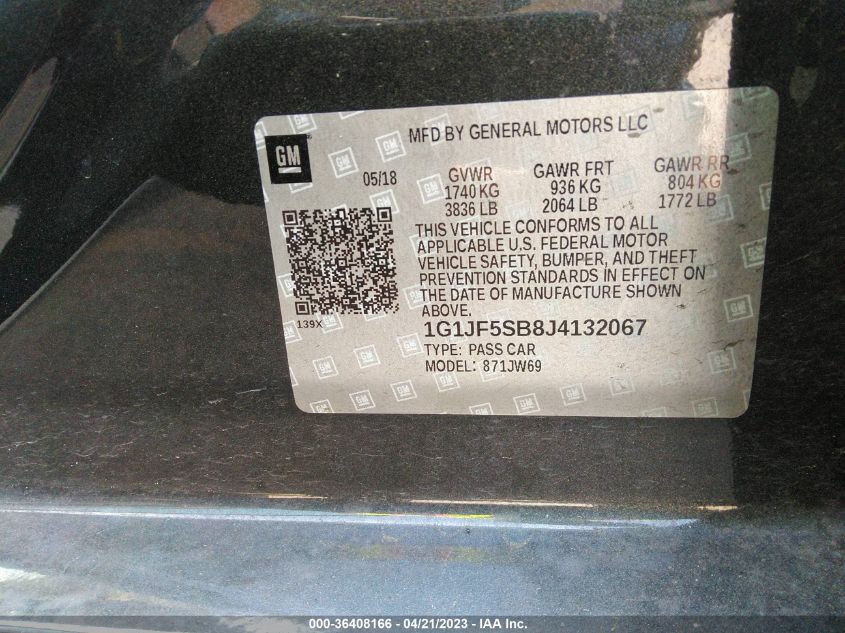 MFD BY GENERAL MOTORS LLC
GM
05/18
GVWR GAWR FRT GAWR RR
1740 KG 936 KG 804 KG
3836 LB 2064 LB 1772 LB
THIS VEHICLE CONFORMS TO ALL
APPLICABLE U.S. FEDERAL MOTOR
VEHICLE SAFETY, BUMPER, AND THEFT
PREVENTION STANDARDS IN EFFECT ON
THE DATE OF MANUFACTURE SHOWN
ABOVE.
139X
1G1JF5SB8J4132067
TYPE: PASS CAR
MODEL: 871JW69
000-36408166 - 04/21/2023 - IAA Inc.